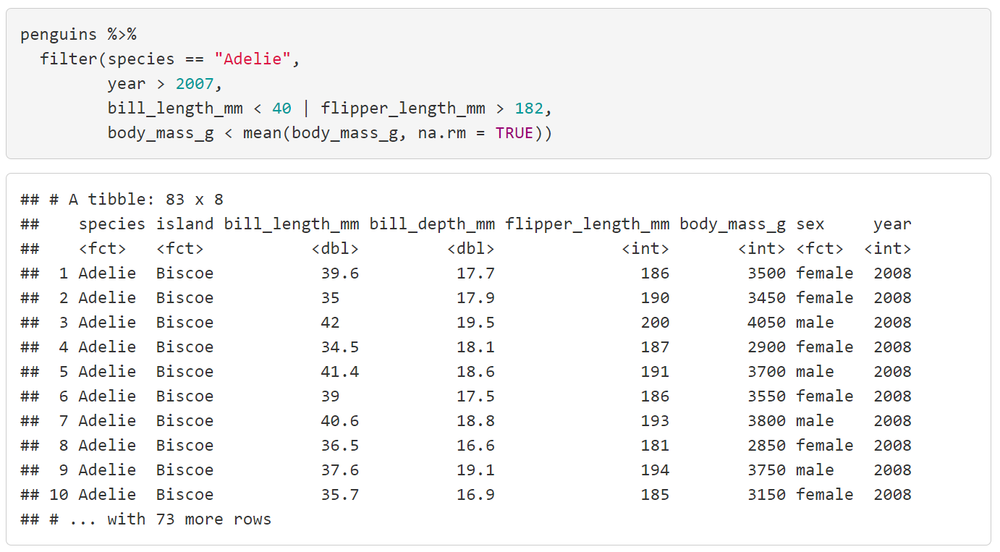 penguins %>%
  filter(species == "Adelie",
         year > 2007,
         bill_length_mm < 40 | flipper_length_mm > 182,
         body_mass_g < mean(body_mass_g, na.rm = TRUE))
## # A tibble: 83 x 8
##    species island bill_length_mm bill_depth_mm flipper_length_mm body_mass_g sex     year
##    <fct>   <fct>           <dbl>         <dbl>             <int>       <int> <fct>  <int>
##  1 Adelie  Biscoe           39.6          17.7               186        3500 female  2008
##  2 Adelie  Biscoe           35            17.9               190        3450 female  2008
##  3 Adelie  Biscoe           42            19.5               200        4050 male    2008
##  4 Adelie  Biscoe           34.5          18.1               187        2900 female  2008
##  5 Adelie  Biscoe           41.4          18.6               191        3700 male    2008
##  6 Adelie  Biscoe           39            17.5               186        3550 female  2008
##  7 Adelie  Biscoe           40.6          18.8               193        3800 male    2008
##  8 Adelie  Biscoe           36.5          16.6               181        2850 female  2008
##  9 Adelie  Biscoe           37.6          19.1               194        3750 male    2008
## 10 Adelie  Biscoe           35.7          16.9               185        3150 female  2008
## # ... with 73 more rows